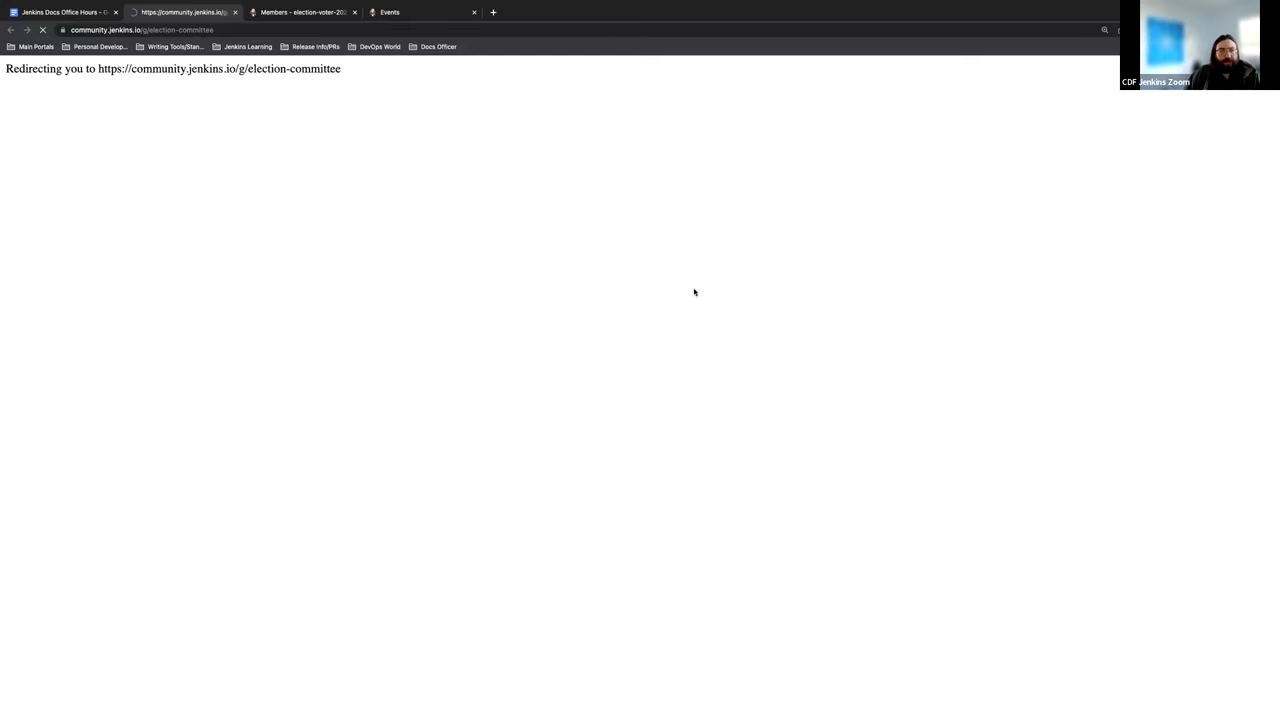 Jenkins Docs Office Hours - G
https://community.jenkins.io/g
Members - election-voter-202
Events
community.jenkins.io/g/election-committee
Main Portals
Personal Develop...
Writing Tools/Stan...
Jenkins Learning
Release Info/PRs
DevOps World
Docs Officer
Redirecting you to https://community.jenkins.io/g/election-committee
CDF Jenkins Zoom